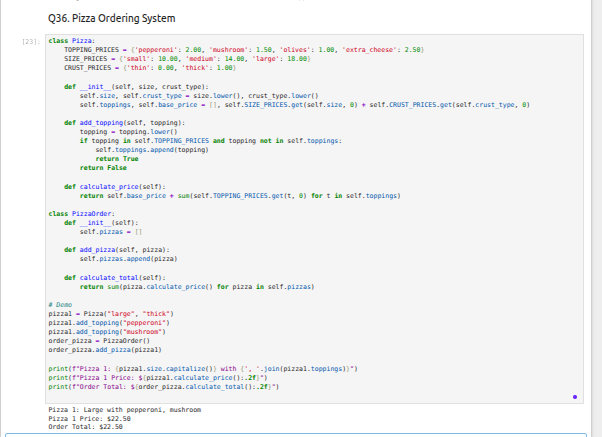 Q36. Pizza Ordering System
[23]:
class Pizza:
    TOPPING_PRICES = {'pepperoni': 2.00, 'mushroom': 1.50, 'olives': 1.00, 'extra_cheese': 2.50}
    SIZE_PRICES = {'small': 10.00, 'medium': 14.00, 'large': 18.00}
    CRUST_PRICES = {'thin': 0.00, 'thick': 1.00}

    def __init__(self, size, crust_type):
        self.size, self.crust_type = size.lower(), crust_type.lower()
        self.toppings, self.base_price = [], self.SIZE_PRICES.get(self.size, 0) + self.CRUST_PRICES.get(self.crust_type, 0)

    def add_topping(self, topping):
        topping = topping.lower()
        if topping in self.TOPPING_PRICES and topping not in self.toppings:
            self.toppings.append(topping)
            return True
        return False

    def calculate_price(self):
        return self.base_price + sum(self.TOPPING_PRICES.get(t, 0) for t in self.toppings)

class PizzaOrder:
    def __init__(self):
        self.pizzas = []

    def add_pizza(self, pizza):
        self.pizzas.append(pizza)

    def calculate_total(self):
        return sum(pizza.calculate_price() for pizza in self.pizzas)

# Demo
pizza1 = Pizza("large", "thick")
pizza1.add_topping("pepperoni")
pizza1.add_topping("mushroom")
order_pizza = PizzaOrder()
order_pizza.add_pizza(pizza1)

print(f"Pizza 1: {pizza1.size.capitalize()} with {', '.join(pizza1.toppings)}")
print(f"Pizza 1 Price: ${pizza1.calculate_price():.2f}")
print(f"Order Total: ${order_pizza.calculate_total():.2f}")

Pizza 1: Large with pepperoni, mushroom
Pizza 1 Price: $22.50
Order Total: $22.50